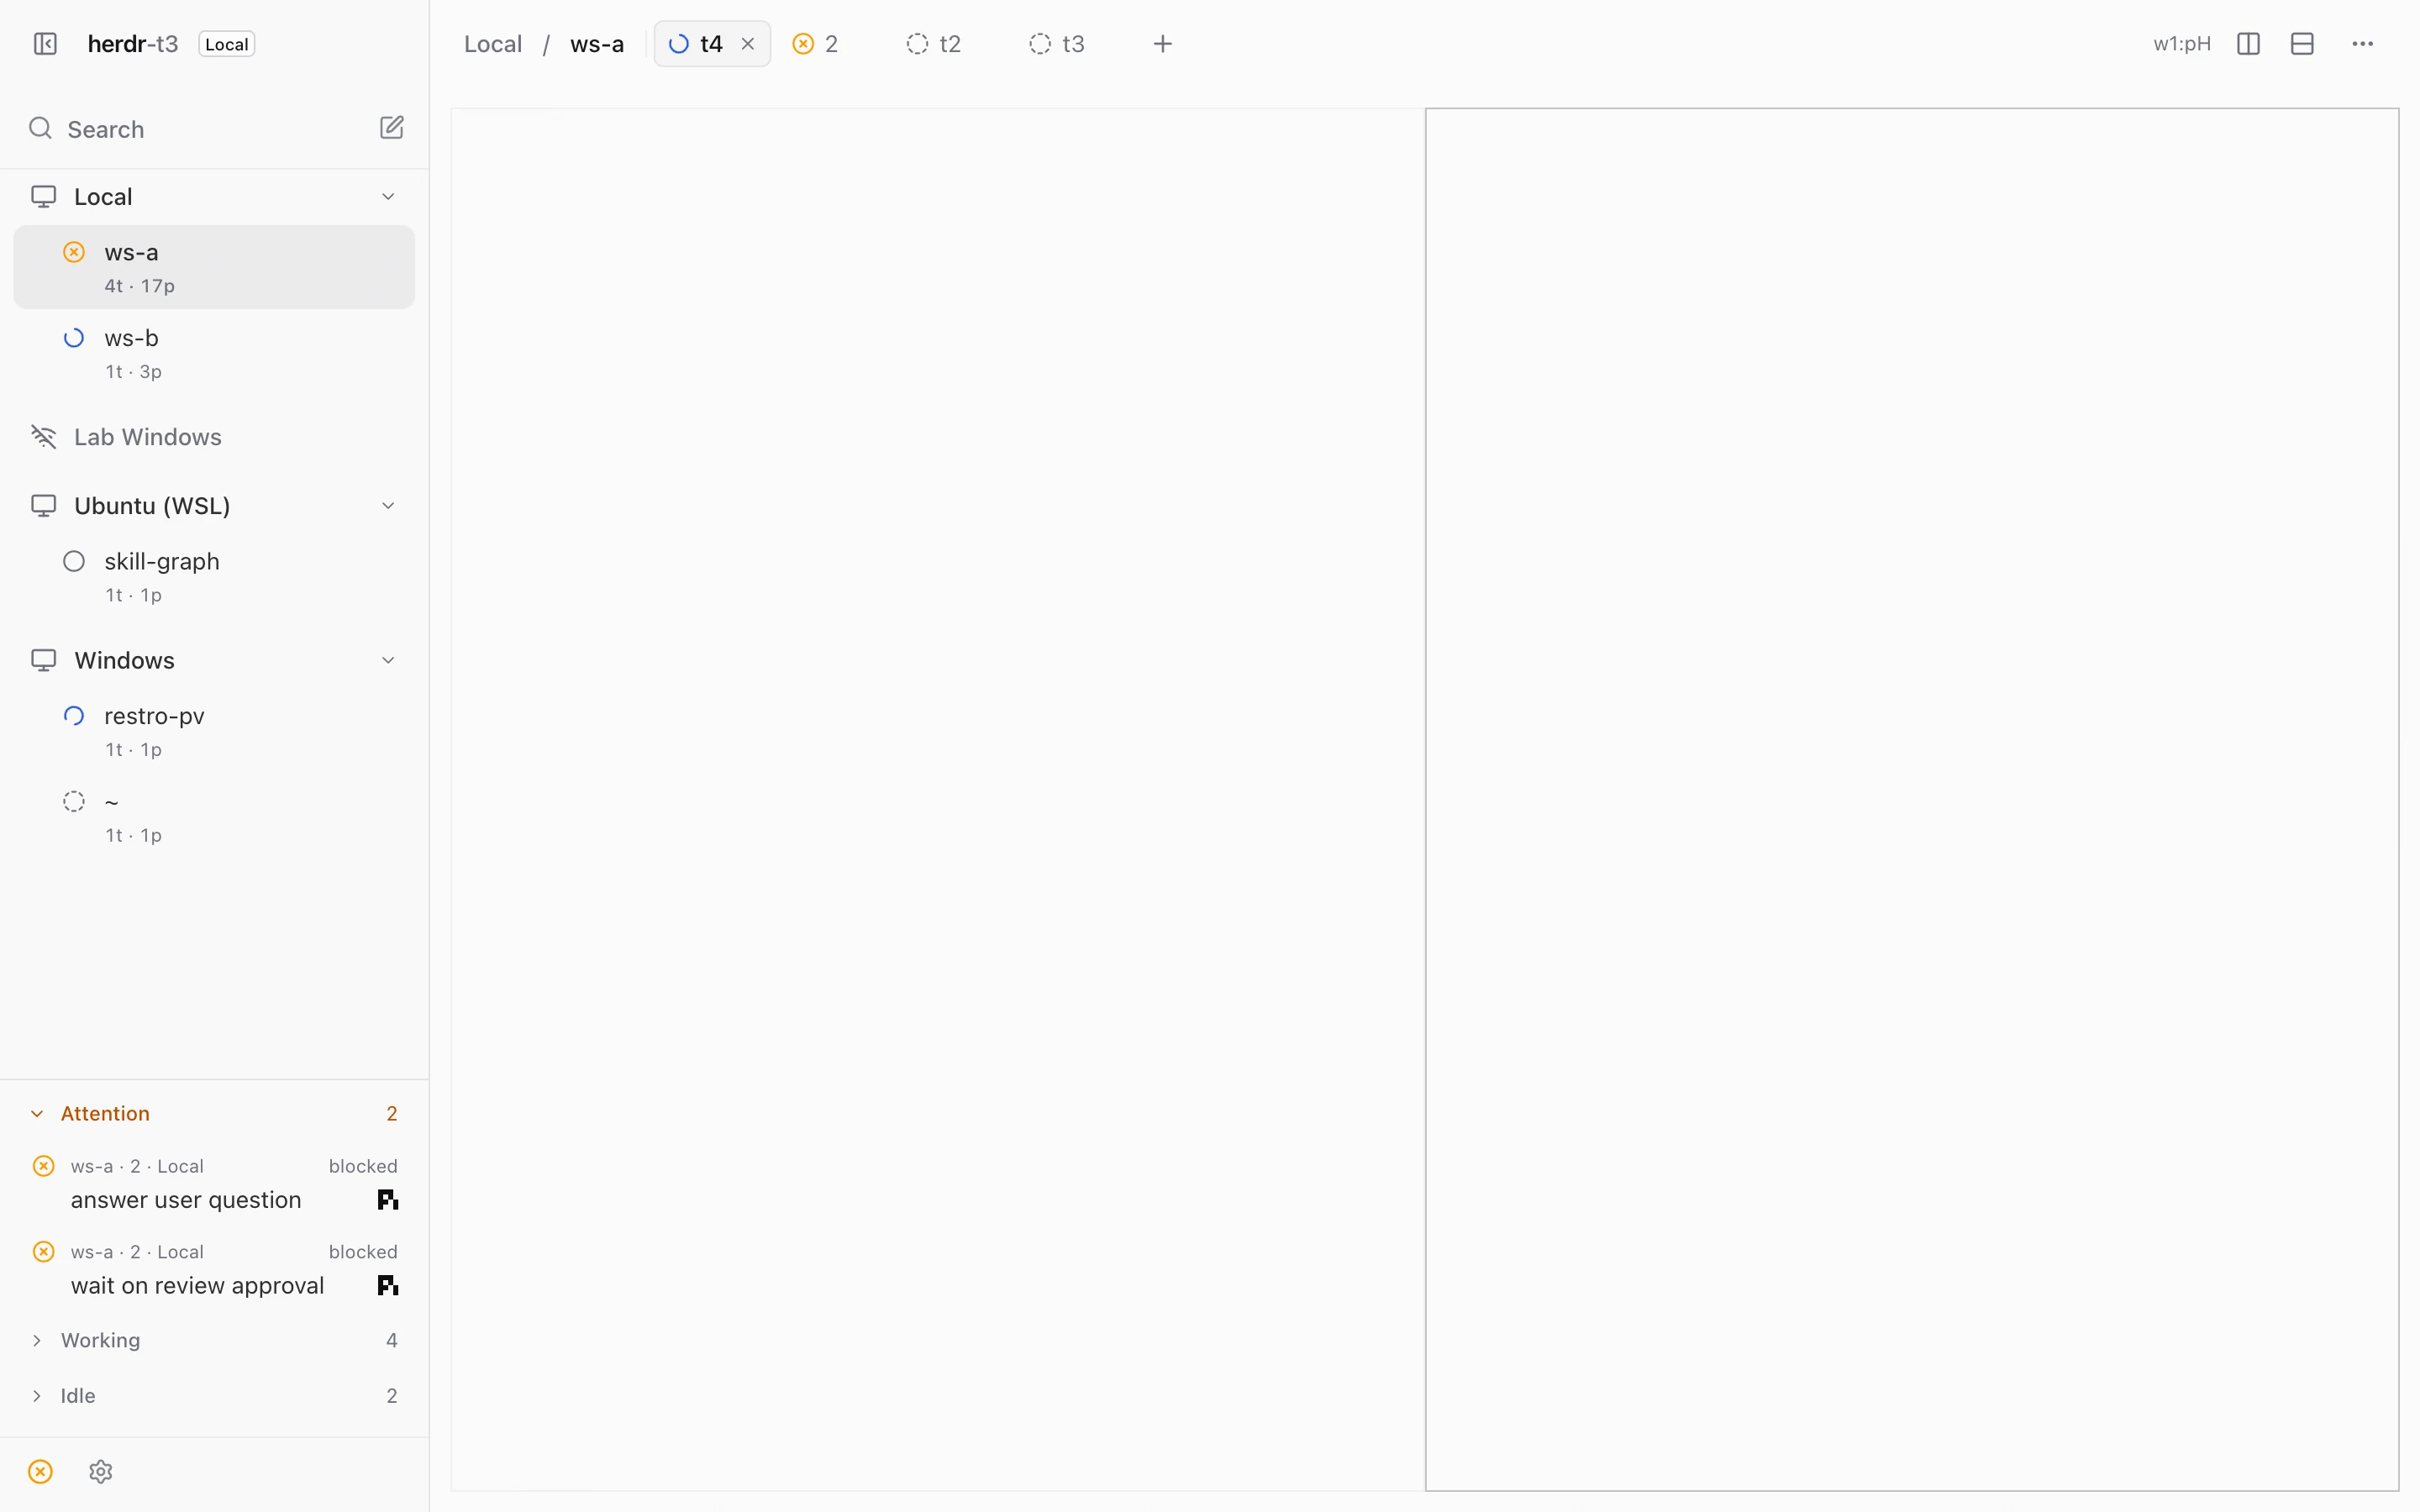 herdr-t3 Local
Search
Local
ws-a
4t · 17p
ws-b
1t · 3p
Lab Windows
Ubuntu (WSL)
skill-graph
1t · 1p
Windows
restro-pv
1t · 1p
~
1t · 1p
Attention 2
ws-a · 2 · Local blocked
answer user question
ws-a · 2 · Local blocked
wait on review approval
Working 4
Idle 2
Local / ws-a t4 2 t2 t3 w1:pH